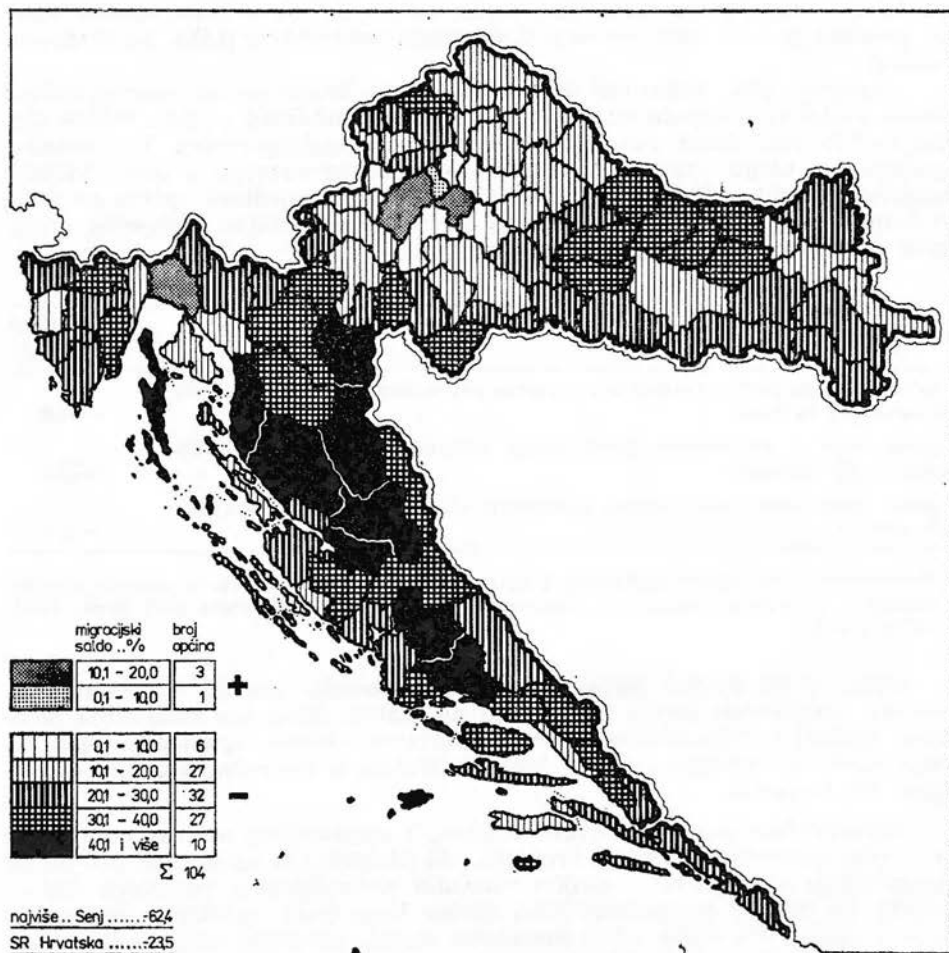 migracijski broj
saldo ..% općina
10,1 - 20,0 3
0,1 - 10,0 1
+
0,1 - 10,0 6
10,1 - 20,0 27
20,1 - 30,0 32
30,1 - 40,0 27
40,1 i više 10
-
Σ 104
najviše .. Senj ...... -62,4
SR Hrvatska ...... -23,5